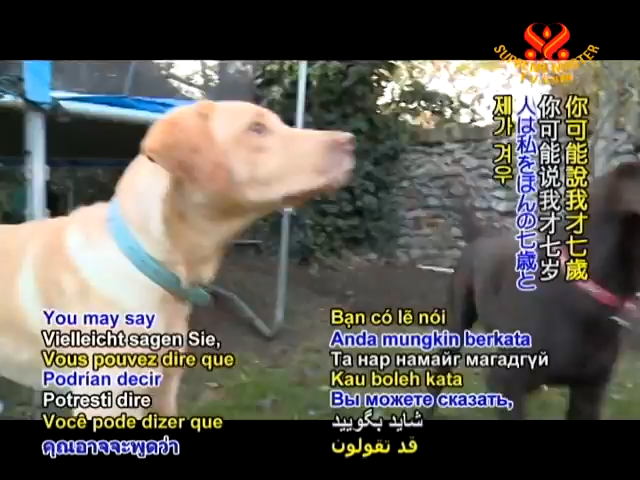 SUPREME MASTER
TV .com
你可能說我才七歲
你可能说我才七岁
人は私をほんの七歳と
제가 겨우
You may say
Vielleicht sagen Sie,
Vous pouvez dire que
Podrían decir
Potresti dire
Você pode dizer que
คุณอาจจะพูดว่า
Bạn có lẽ nói
Anda mungkin berkata
Та нар намайг магадгүй
Kau boleh kata
Вы можете сказать,
شاید بگویید
قد تقولون